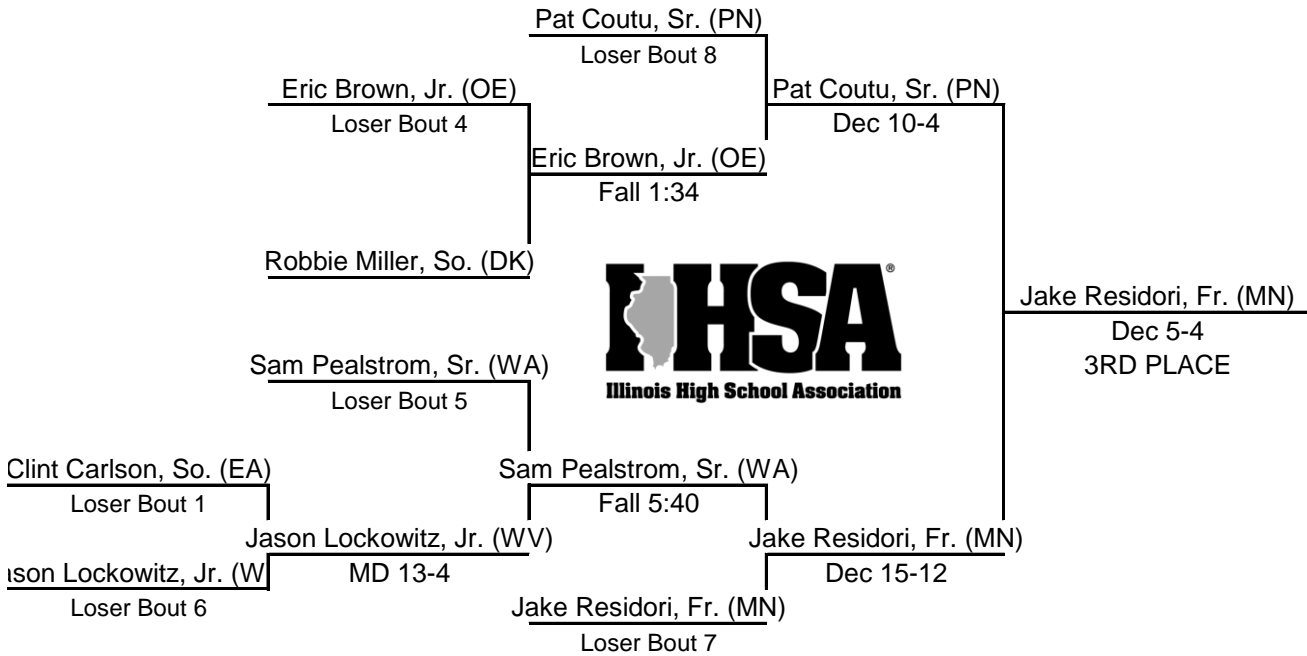 Pat Coutu, Sr. (PN)
Loser Bout 8
Eric Brown, Jr. (OE)
Pat Coutu, Sr. (PN)
Loser Bout 4
Dec 10-4
Eric Brown, Jr. (OE)
Fall 1:34
Robbie Miller, So. (DK)
IHSA®
Jake Residori, Fr. (MN)
Dec 5-4
Sam Pealstrom, Sr. (WA)
3RD PLACE
Illinois High School Association
Loser Bout 5
Clint Carlson, So. (EA)
Sam Pealstrom, Sr. (WA)
Loser Bout 1
Fall 5:40
Jason Lockowitz, Jr. (WV)
Jake Residori, Fr. (MN)
ason Lockowitz, Jr. (W
MD 13-4
Dec 15-12
Loser Bout 6
Jake Residori, Fr. (MN)
Loser Bout 7